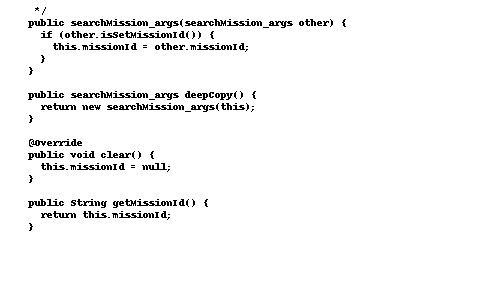 */
public searchMission_args(searchMission_args other) {
if (other.isSetMissionId()) {
this.missionId = other.missionId;
}
}
public searchMission_args deepCopy() {
return new searchMission_args(this);
}
@Override
public void clear() {
this.missionId = null;
}
public String getMissionId() {
return this.missionId;
}